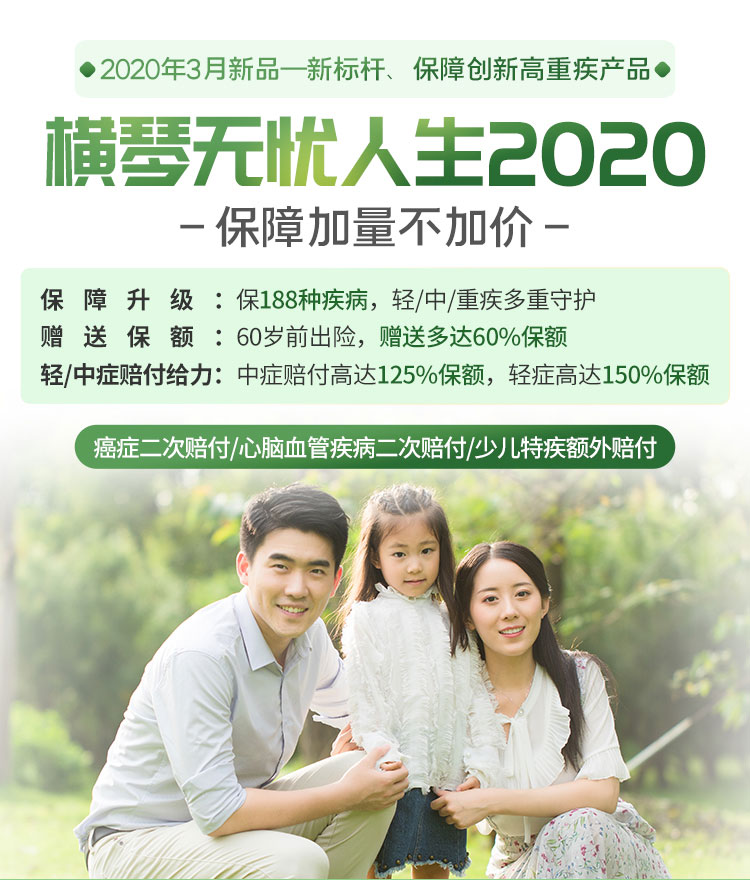 2020年3月新品—新标杆、保障创新高重疾产品
横琴无忧人生2020
–保障加量不加价–
保障升级：保188种疾病，轻/中/重疾多重守护
赠送保额：60岁前出险，赠送多达60%保额
轻/中症赔付给力：中症赔付高达125%保额，轻症高达150%保额
癌症二次赔付/心脑血管疾病二次赔付/少儿特疾额外赔付